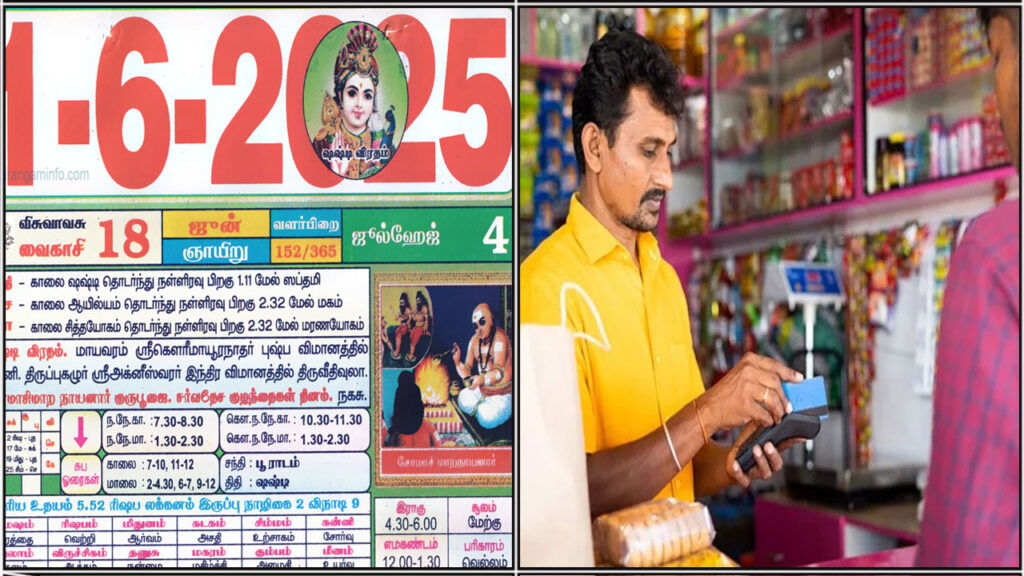 1-6-2025
ஷஷ்டி விரதம்
rangaminfo.com
விசுவாவசு
வைகாசி 18
ஜூன்
ஞாயிறு
வளர்பிறை
152/365
ஜூல்ஹேஜ் 4
- காலை ஷஷ்டி தொடர்ந்து நள்ளிரவு பிறகு 1.11 மேல் ஸப்தமி
- காலை ஆயில்யம் தொடர்ந்து நள்ளிரவு பிறகு 2.32 மேல் மகம்
- காலை சித்தயோகம் தொடர்ந்து நள்ளிரவு பிறகு 2.32 மேல் மரணயோகம்
விரதம். மாயவரம் ஸ்ரீகௌரீமாயூரநாதர் புஷ்ப விமானத்தில்
னி. திருப்புகழுர் ஸ்ரீஅக்னீஸ்வரர் இந்திர விமானத்தில் திருவீதிவுலா.
மாசிமாற நாயனார் குருபூஜை. சர்வதேச குழந்தைகள் தினம். நகசு.
ந.நே.கா : 7.30-8.30
ந.நே.மா : 1.30-2.30
கௌ.ந.நே.கா. : 10.30-11.30
கௌ.ந.நே.மா. : 1.30-2.30
சுப
ஓரைகள்
காலை : 7-10, 11-12
மாலை : 2-4.30, 6-7, 9-12
சந்தி : பூராடம்
திதி : ஷஷ்டி
சோமாசி மாறநாயனார்
ரிய உதயம் 5.52 ரிஷப லக்கனம் இருப்பு நாழிகை 2 விநாடி 9
மேஷம் ரிஷபம் மிதுனம் கடகம் சிம்மம் கன்னி
வெற்றி ஆர்வம் அசதி உற்சாகம் சோர்வு
துலாம் விருச்சிகம் தனுசு மகரம் கும்பம் மீனம்
இராகு
4.30-6.00
சூலம்
மேற்கு
எமகண்டம்
12.00-1.30
பரிகாரம்
வெல்லம்